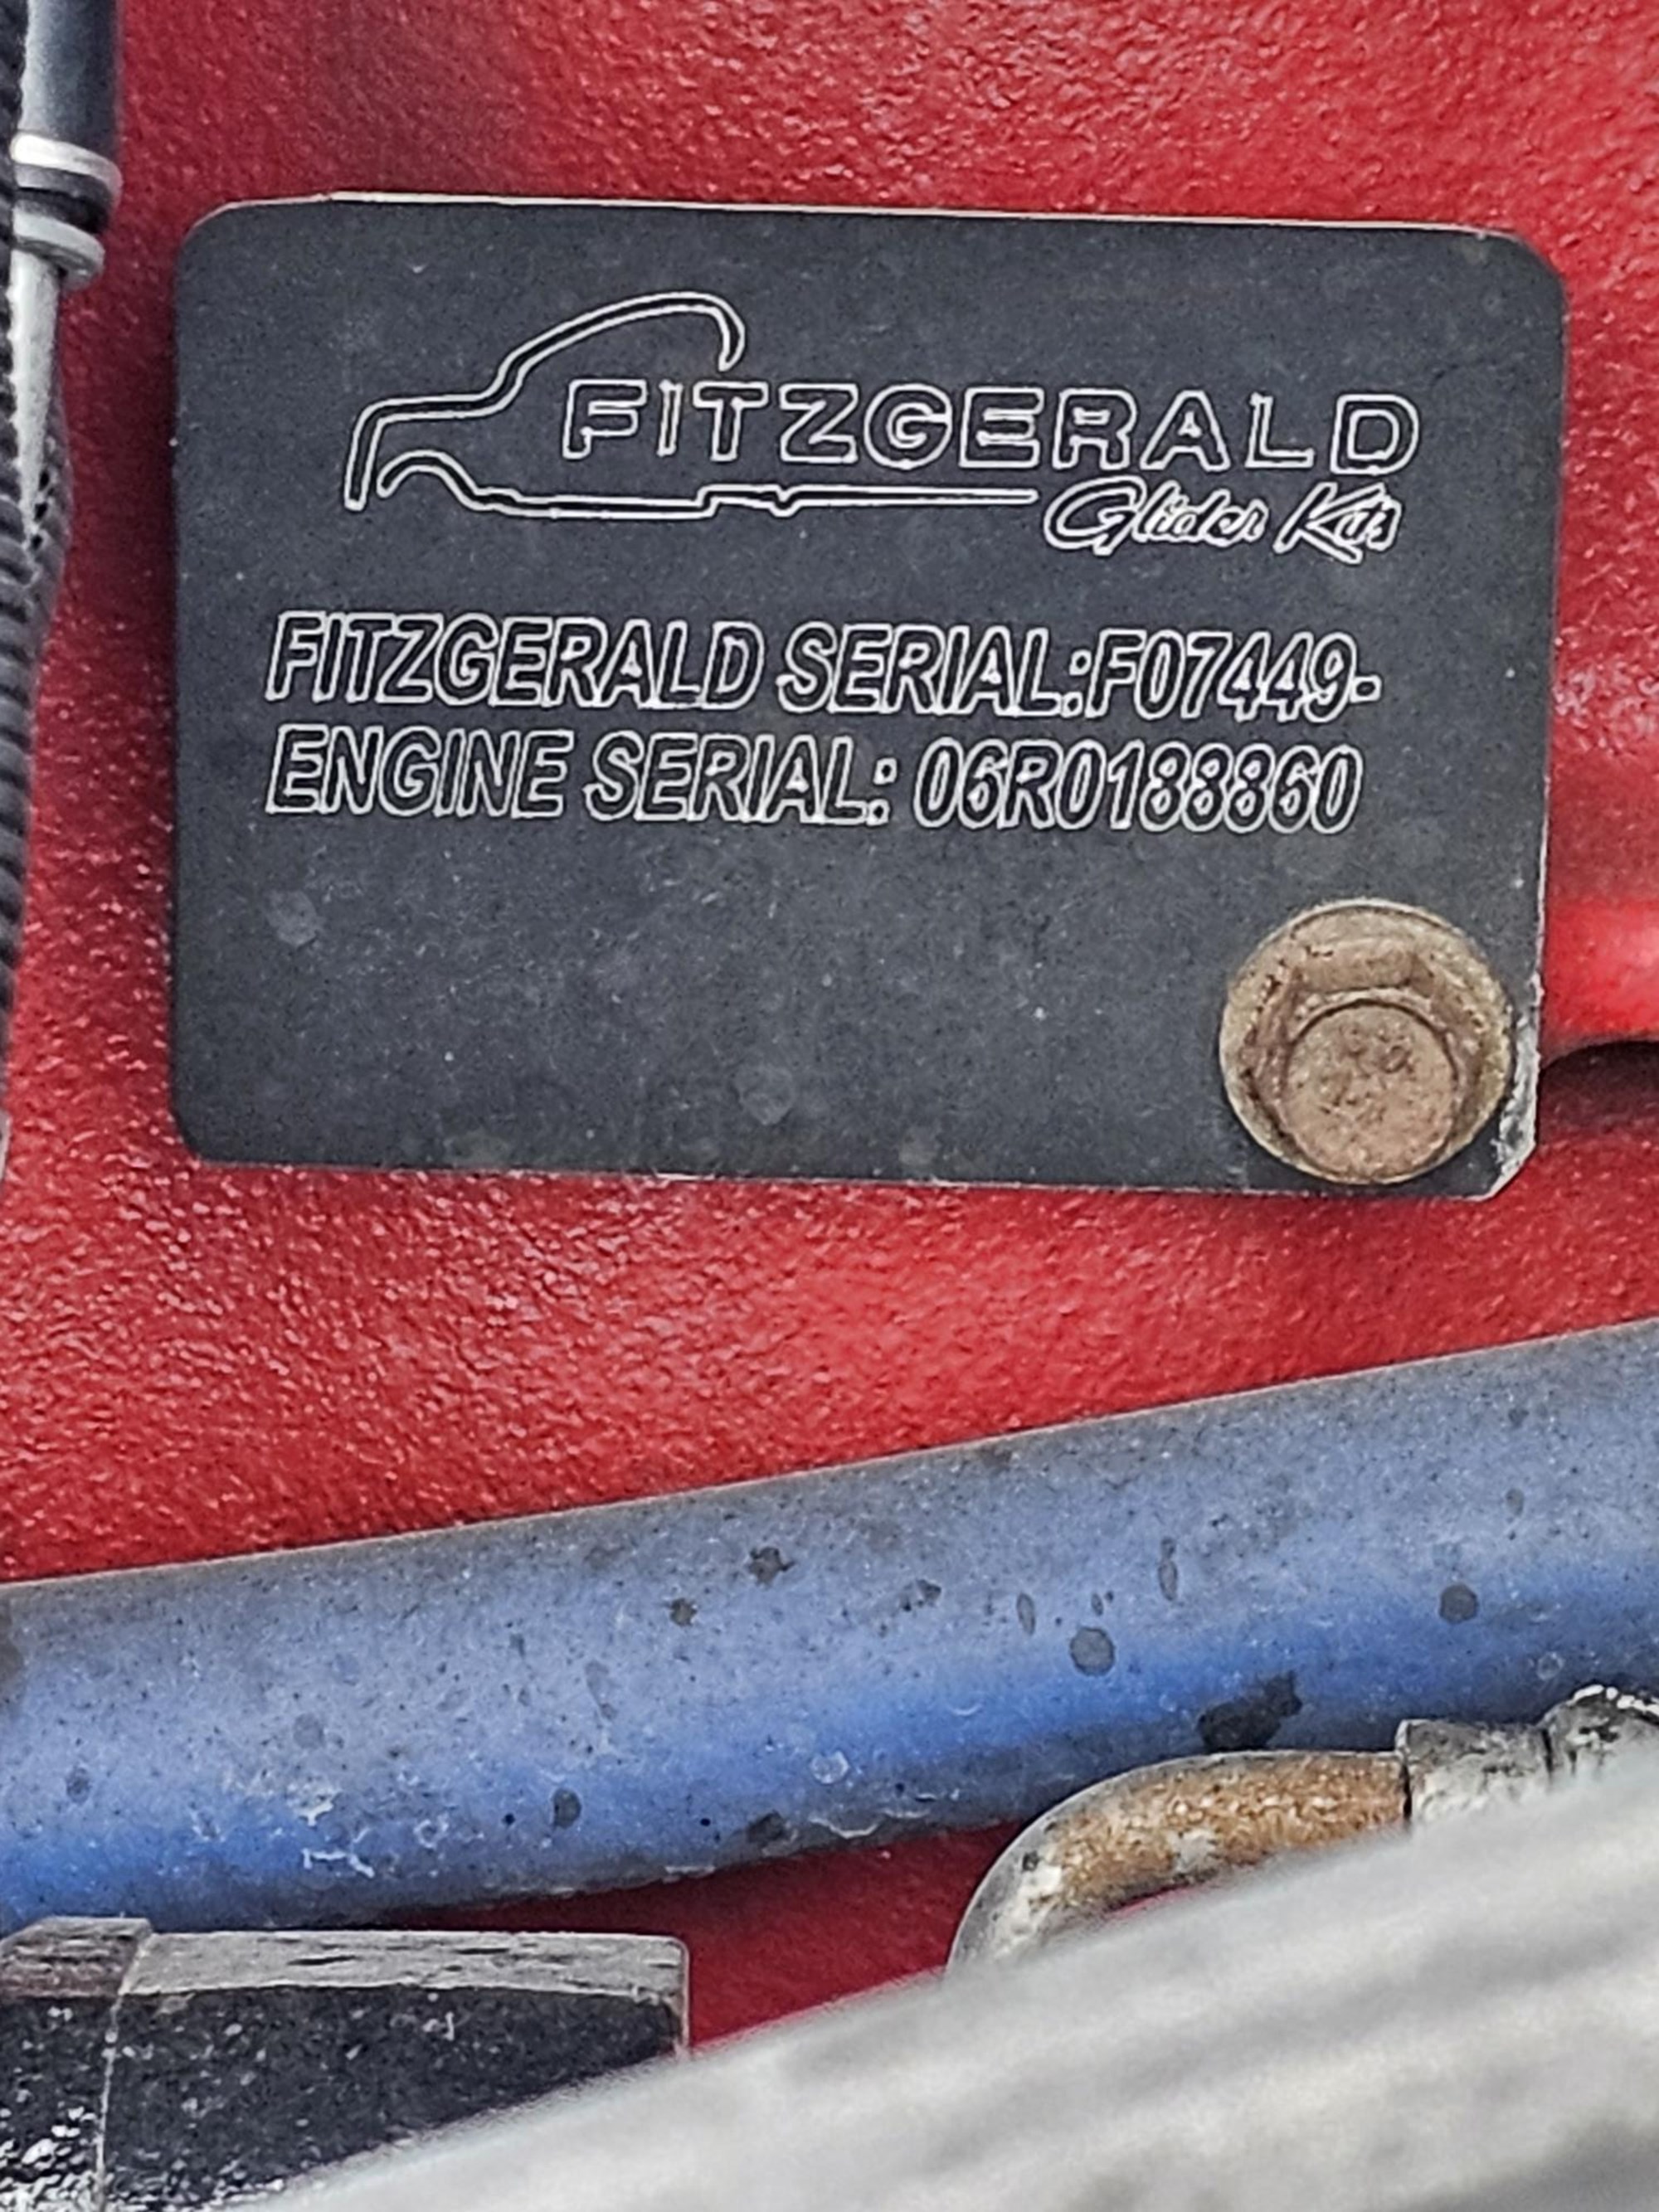 FITZGERALD
Glider Kits
FITZGERALD SERIAL:F07449-
ENGINE SERIAL: 06R0188860